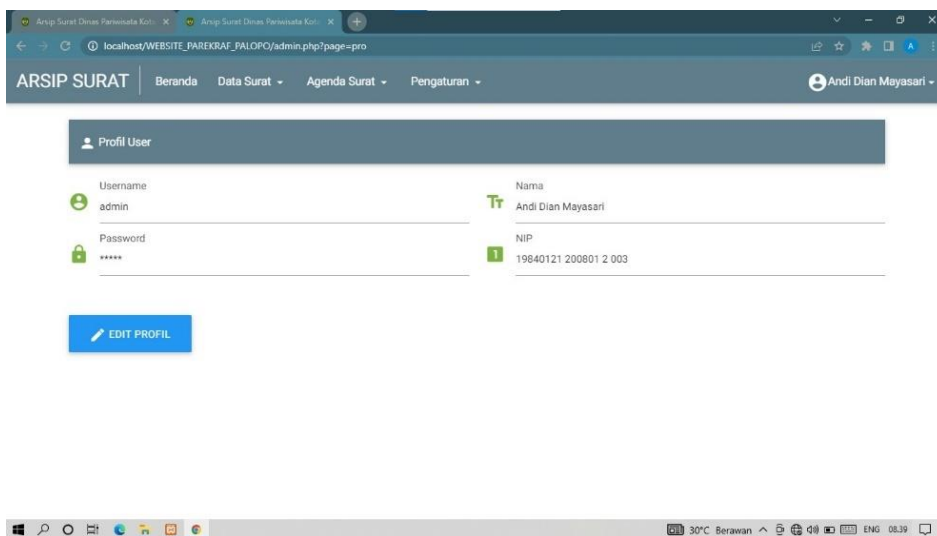 Arsip Surat Dinas Pariwisata Kota
Arsip Surat Dinas Pariwisata Kota
localhost/WEBSITE_PAREKRAF_PALOPO/admin.php?page=pro
A
ARSIP SURAT
Beranda
Data Surat
Agenda Surat
Pengaturan
Andi Dian Mayasari
Profil User
Username
admin
Nama
Andi Dian Mayasari
Password
*****
NIP
1
19840121 200801 2 003
EDIT PROFIL
30°C Berawan
ENG
08.39